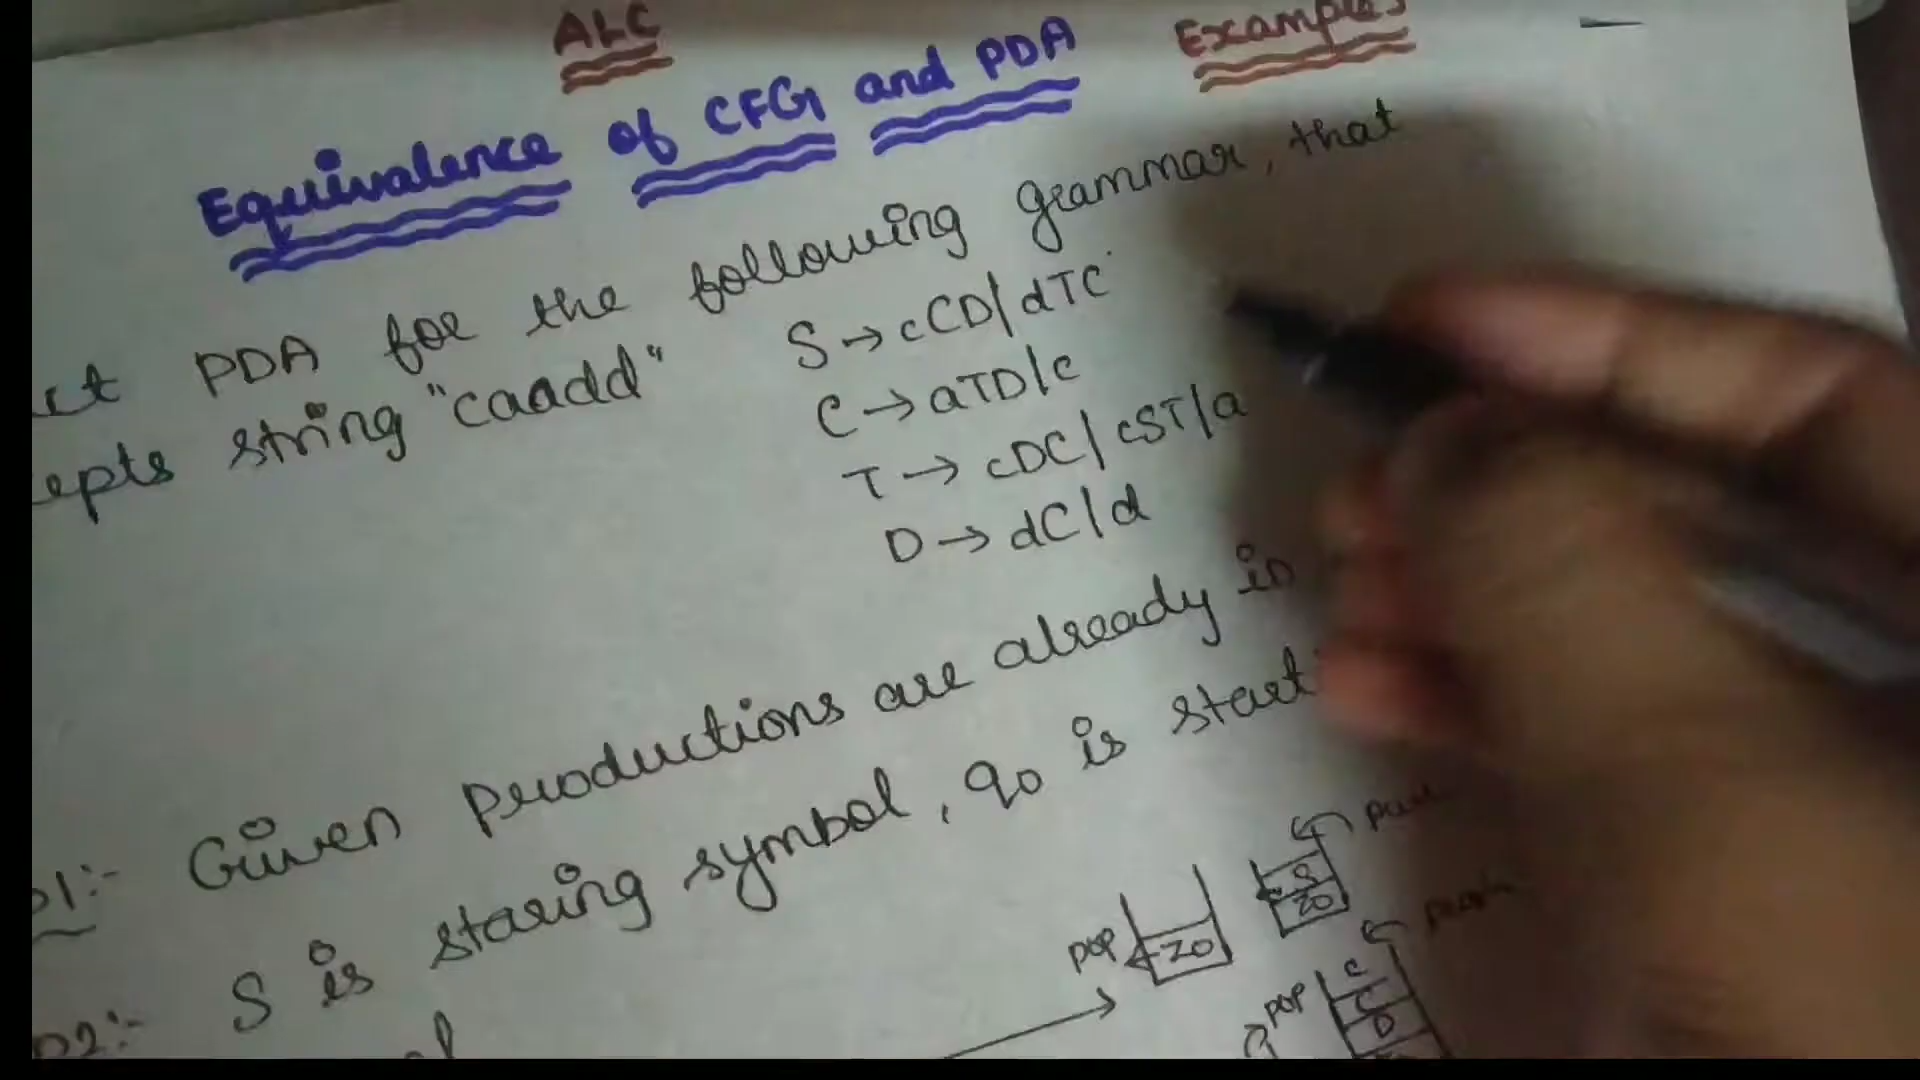 ALC
Equivalence of CFG and PDA Examples
PDA for the following grammar, that
string "caadd"
S → cCD/dTC
C → aTD/c
T → cDC/cST/a
D → dC/d
Given productions are already in
S is staring symbol, q0 is start
pop Z0
S
Z0
pop
c
C
D